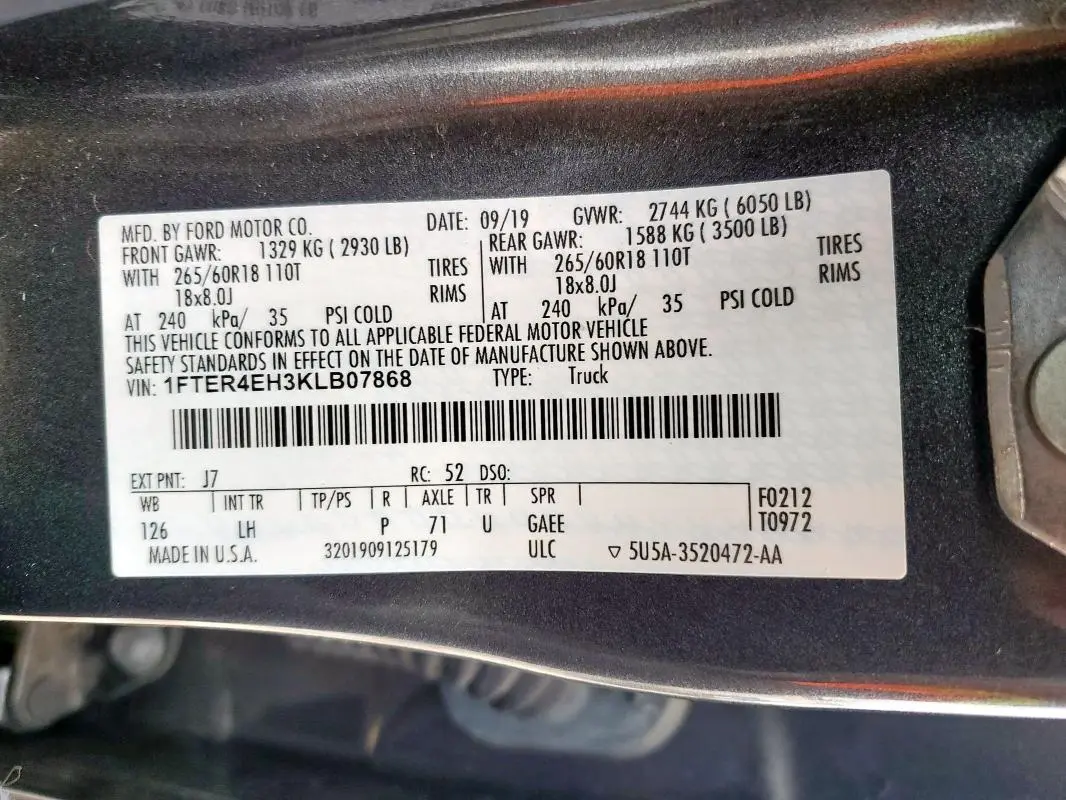 MFD. BY FORD MOTOR CO. DATE: 09/19 GVWR: 2744 KG ( 6050 LB)
FRONT GAWR: 1329 KG ( 2930 LB) REAR GAWR: 1588 KG ( 3500 LB)
WITH 265/60R18 110T TIRES WITH 265/60R18 110T TIRES
18x8.0J RIMS 18x8.0J RIMS
AT 240 kPa/ 35 PSI COLD AT 240 kPa/ 35 PSI COLD
THIS VEHICLE CONFORMS TO ALL APPLICABLE FEDERAL MOTOR VEHICLE
SAFETY STANDARDS IN EFFECT ON THE DATE OF MANUFACTURE SHOWN ABOVE.
VIN: 1FTER4EH3KLB07868 TYPE: Truck
EXT PNT: J7 RC: 52 DSO:
WB INT TR TP/PS R AXLE TR SPR F0212
126 LH P 71 U GAEE T0972
MADE IN U.S.A. 3201909125179 ULC ▽ 5U5A-3520472-AA